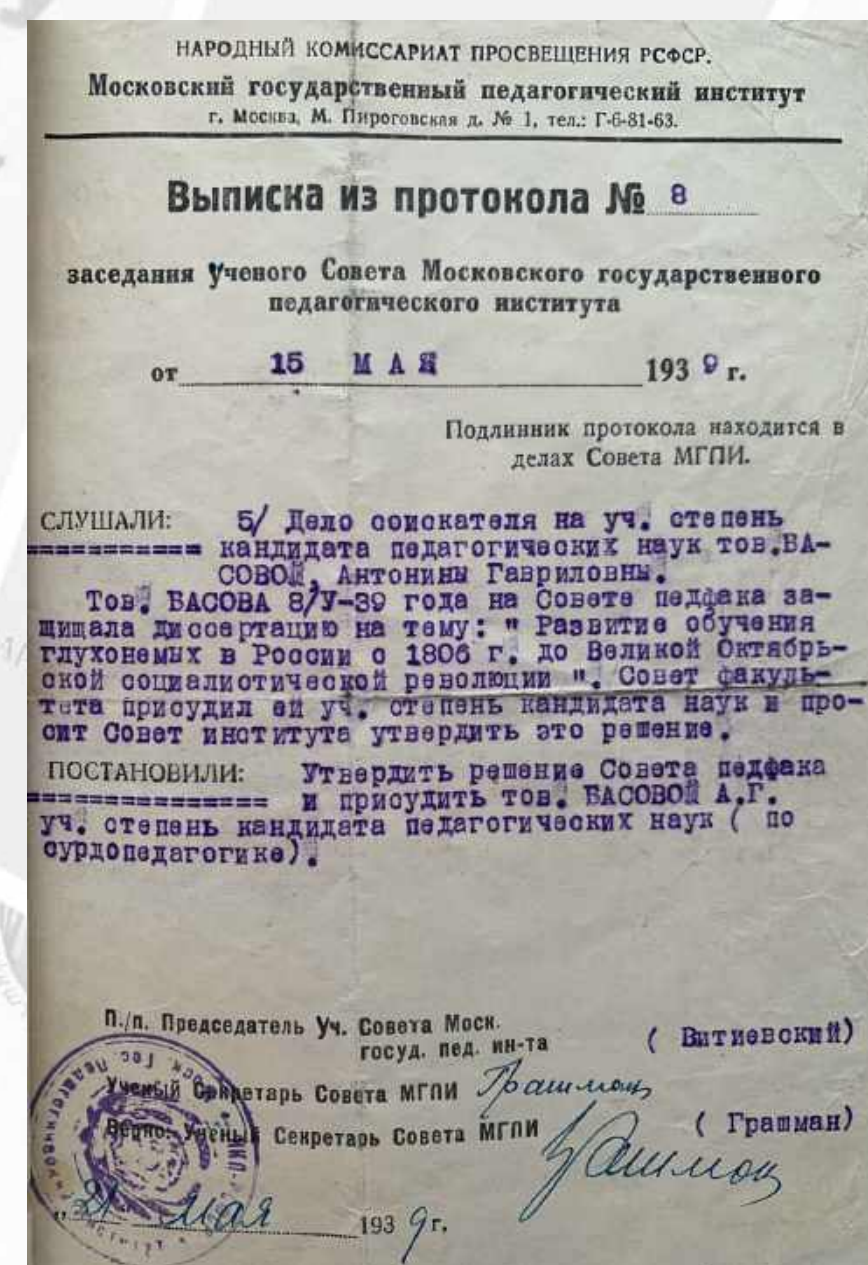 НАРОДНЫЙ КОМИССАРИАТ ПРОСВЕЩЕНИЯ РСФСР.
Московский государственный педагогический институт
г. Москва, М. Пироговская д. № 1, тел.: Г-6-81-63.
Выписка из протокола № 8
заседания Ученого Совета Московского государственного
педагогического института
от 15 МАЯ 1939 г.
Подлинник протокола находится в
делах Совета МГПИ.
СЛУШАЛИ: 5/ Дело соискателя на уч. степень
=========== кандидата педагогических наук тов.БА-
СОВОЙ, Антонины Гавриловны.
Тов. БАСОВА 8/У-39 года на Совете педфака за-
щищала диссертацию на тему: " Развитие обучения
глухонемых в России с 1806 г. до Великой Октябрь-
ской социалистической революции ". Совет факуль-
тета присудил ей уч. степень кандидата наук и про-
сит Совет института утвердить это решение.
ПОСТАНОВИЛИ: Утвердить решение Совета педфака
=============== и присудить тов. БАСОВОЙ А.Г.
уч. степень кандидата педагогических наук ( по
сурдопедагогике).
П./п. Председатель Уч. Совета Моск.
госуд. пед. ин-та ( Витиевский)
Ученый Секретарь Совета МГПИ Грашман
Верно: Ученый Секретарь Совета МГПИ ( Грашман)
Грашман
„21 мая 1939 г.